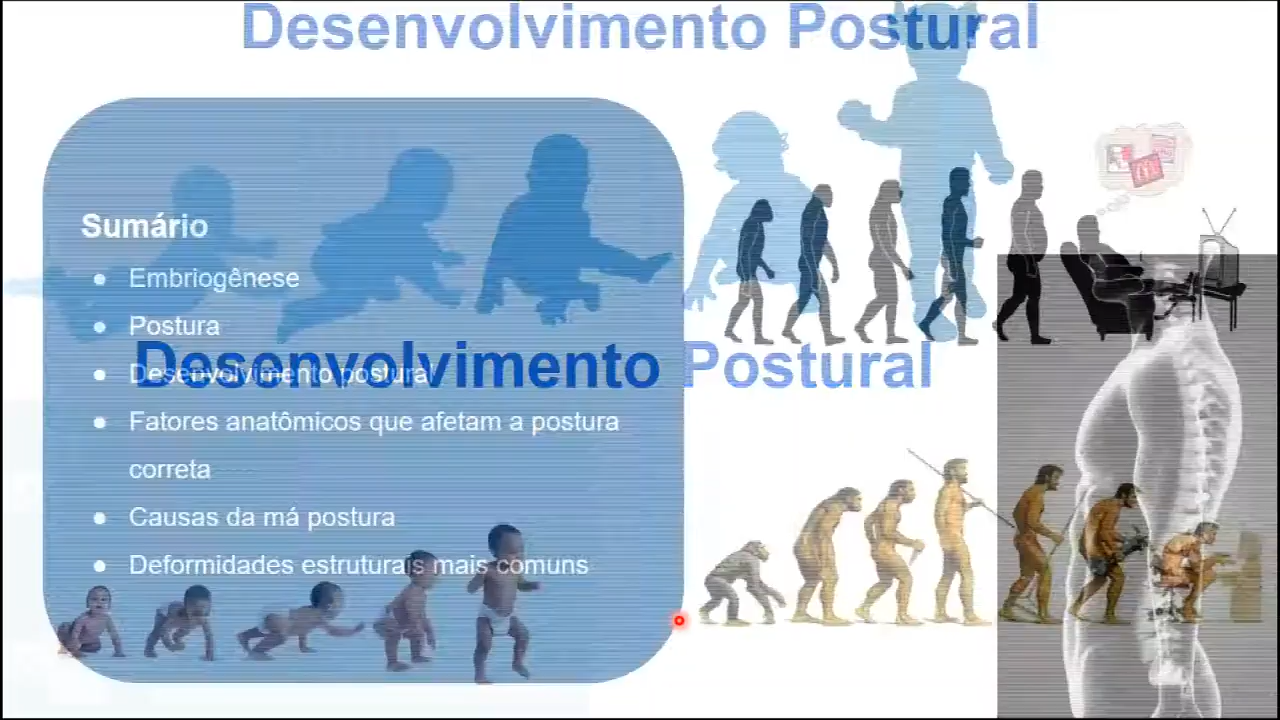 Desenvolvimento Postural
Sumário
● Embriogênese
● Postura
Desenvolvimento Postural
● Desenvolvimento postural
● Fatores anatômicos que afetam a postura
correta
● Causas da má postura
● Deformidades estruturais mais comuns